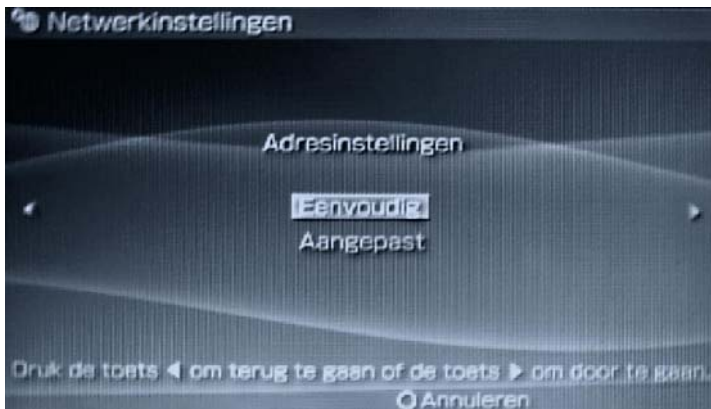 Netwerkinstellingen
Adresinstellingen
Eenvoudig
Aangepast
Druk de toets ◀ om terug te gaan of de toets ▶ om door te gaan.
Annuleren